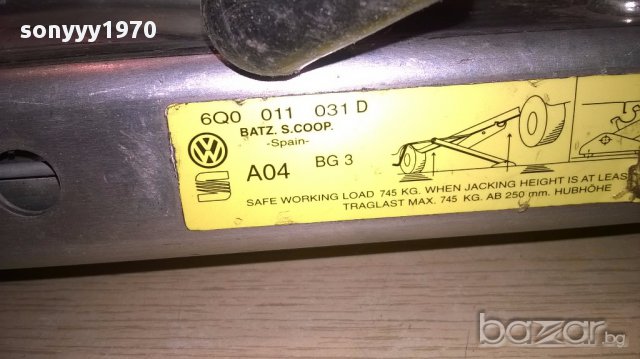 sonyyy1970
6Q0 011 031 D
BATZ. S.COOP.
-Spain-
A04 BG 3
SAFE WORKING LOAD 745 KG. WHEN JACKING HEIGHT IS AT LEAS
TRAGLAST MAX. 745 KG. AB 250 mm. HUBHÖHE
Bazar.bg